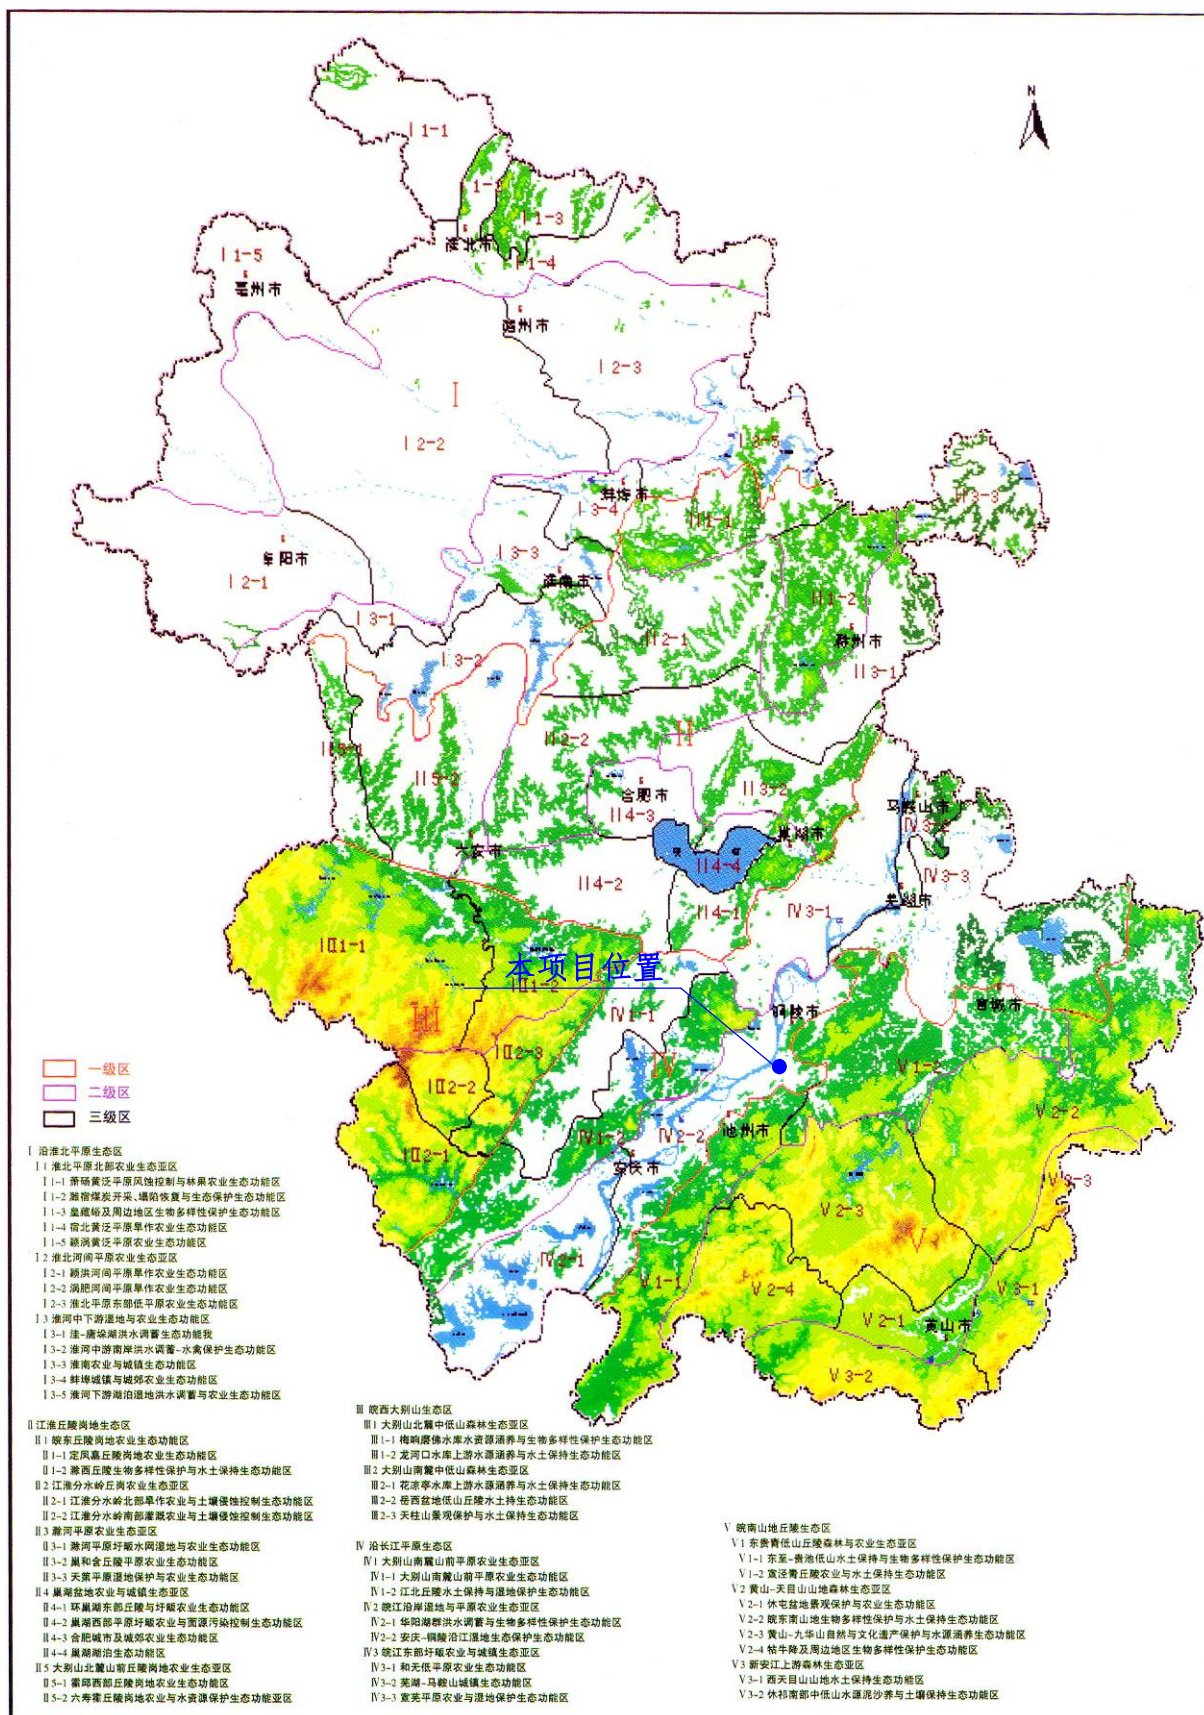 N
I 1-1
I 1-2
I 1-3
淮北市
I 1-4
I 1-5
亳州市
宿州市
I 2-3
I
I 2-2
I 3-5
蚌埠市
I 3-4
II 1-1
II 3-3
I 3-3
阜阳市
淮南市
I 2-1
II 1-2
I 3-1
II 2-1
滁州市
I 3-2
II 3-1
II 2-2
II
II 5-1
II 5-2
合肥市
II 3-2
II 4-3
马鞍山市
IV 3-2
巢湖市
六安市
II 4-4
II 4-2
IV 3-3
芜湖市
II 4-1
IV 3-1
III 1-1
本项目位置
III 1-2
宣城市
III
IV 1-1
铜陵市
III 2-3
IV
V 1-2
III 2-2
V 2-2
IV 1-2
IV 2-2
池州市
III 2-1
安庆市
V 3-3
V 2-3
V
IV 2-1
V 1-1
V 2-4
V 3-1
V 2-1
黄山市
V 3-2
一级区
二级区
三级区
I 沿淮北平原生态区
I 1 淮北平原北部农业生态亚区
I 1-1 萧砀黄泛平原风蚀控制与林果农业生态功能区
I 1-2 濉宿煤炭开采、塌陷恢复与生态保护生态功能区
I 1-3 皇藏峪及周边地区生物多样性保护生态功能区
I 1-4 宿北黄泛平原旱作农业生态功能区
I 1-5 颍涡黄泛平原农业生态功能区
I 2 淮北河间平原农业生态亚区
I 2-1 颍洪河间平原旱作农业生态功能区
I 2-2 涡肥河间平原旱作农业生态功能区
I 2-3 淮北平原东部低平原农业生态功能区
I 3 淮河中下游湿地与农业生态功能区
I 3-1 洼-唐垛湖洪水调蓄生态功能我
I 3-2 淮河中游南岸洪水调蓄-水禽保护生态功能区
I 3-3 淮南农业与城镇生态功能区
I 3-4 蚌埠城镇与城郊农业生态功能区
I 3-5 淮河下游湖泊湿地洪水调蓄与农业生态功能区
II 江淮丘陵岗地生态区
II 1 皖东丘陵岗地农业生态功能区
II 1-1 定凤嘉丘陵岗地农业生态功能区
II 1-2 滁西丘陵生物多样性保护与水土保持生态功能区
II 2 江淮分水岭丘岗农业生态亚区
II 2-1 江淮分水岭北部旱作农业与土壤侵蚀控制生态功能区
II 2-2 江淮分水岭南部灌溉农业与土壤侵蚀控制生态功能区
II 3 滁河平原农业生态亚区
II 3-1 滁河平原圩畈水网湿地与农业生态功能区
II 3-2 巢和含丘陵平原农业生态功能区
II 3-3 天莱平原湿地保护与农业生态功能区
II 4 巢湖盆地农业与城镇生态亚区
II 4-1 环巢湖东部丘陵与圩畈农业生态功能区
II 4-2 巢湖西部平原圩畈农业与面源污染控制生态功能区
II 4-3 合肥城市及城郊农业生态功能区
II 4-4 巢湖湖泊生态功能区
II 5 大别山北麓山前丘陵岗地农业生态亚区
II 5-1 霍邱西部丘陵岗地农业生态功能区
II 5-2 六寿霍丘陵岗地农业与水资源保护生态功能亚区
III 皖西大别山生态区
III 1 大别山北麓中低山森林生态亚区
III 1-1 梅响磨佛水库水资源涵养与生物多样性保护生态功能区
III 1-2 龙河口水库上游水源涵养与水土保持生态功能区
III 2 大别山南麓中低山森林生态亚区
III 2-1 花凉亭水库上游水源涵养与水土保持生态功能区
III 2-2 岳西盆地低山丘陵水土持生态功能区
III 2-3 天柱山景观保护与水土保持生态功能区
IV 沿长江平原生态区
IV 1 大别山南麓山前平原农业生态亚区
IV 1-1 大别山南麓山前平原农业生态功能区
IV 1-2 江北丘陵水土保持与湿地保护生态功能区
IV 2 皖江沿岸湿地与平原农业生态亚区
IV 2-1 华阳湖群洪水调蓄与生物多样性保护生态功能区
IV 2-2 安庆-铜陵沿江湿地生态保护生态功能区
IV 3 皖江东部圩畈农业与城镇生态亚区
IV 3-1 和无低平原农业生态功能区
IV 3-2 芜湖-马鞍山城镇生态功能区
IV 3-3 宣芜平原农业与湿地保护生态功能区
V 皖南山地丘陵生态区
V 1 东贵青低山丘陵森林与农业生态亚区
V 1-1 东至-贵池低山水土保持与生物多样性保护生态功能区
V 1-2 宣泾青丘陵农业与水土保持生态功能区
V 2 黄山--天目山山地森林生态亚区
V 2-1 休屯盆地景观保护与农业生态功能区
V 2-2 皖东南山地生物多样性保护与水土保持生态功能区
V 2-3 黄山-九华山自然与文化遗产保护与水源涵养生态功能区
V 2-4 牯牛降及周边地区生物多样性保护生态功能区
V 3 新安江上游森林生态亚区
V 3-1 西天目山山地水土保持生态功能区
V 3-2 休祁南部中低山水源泥沙养与土壤保持生态功能区